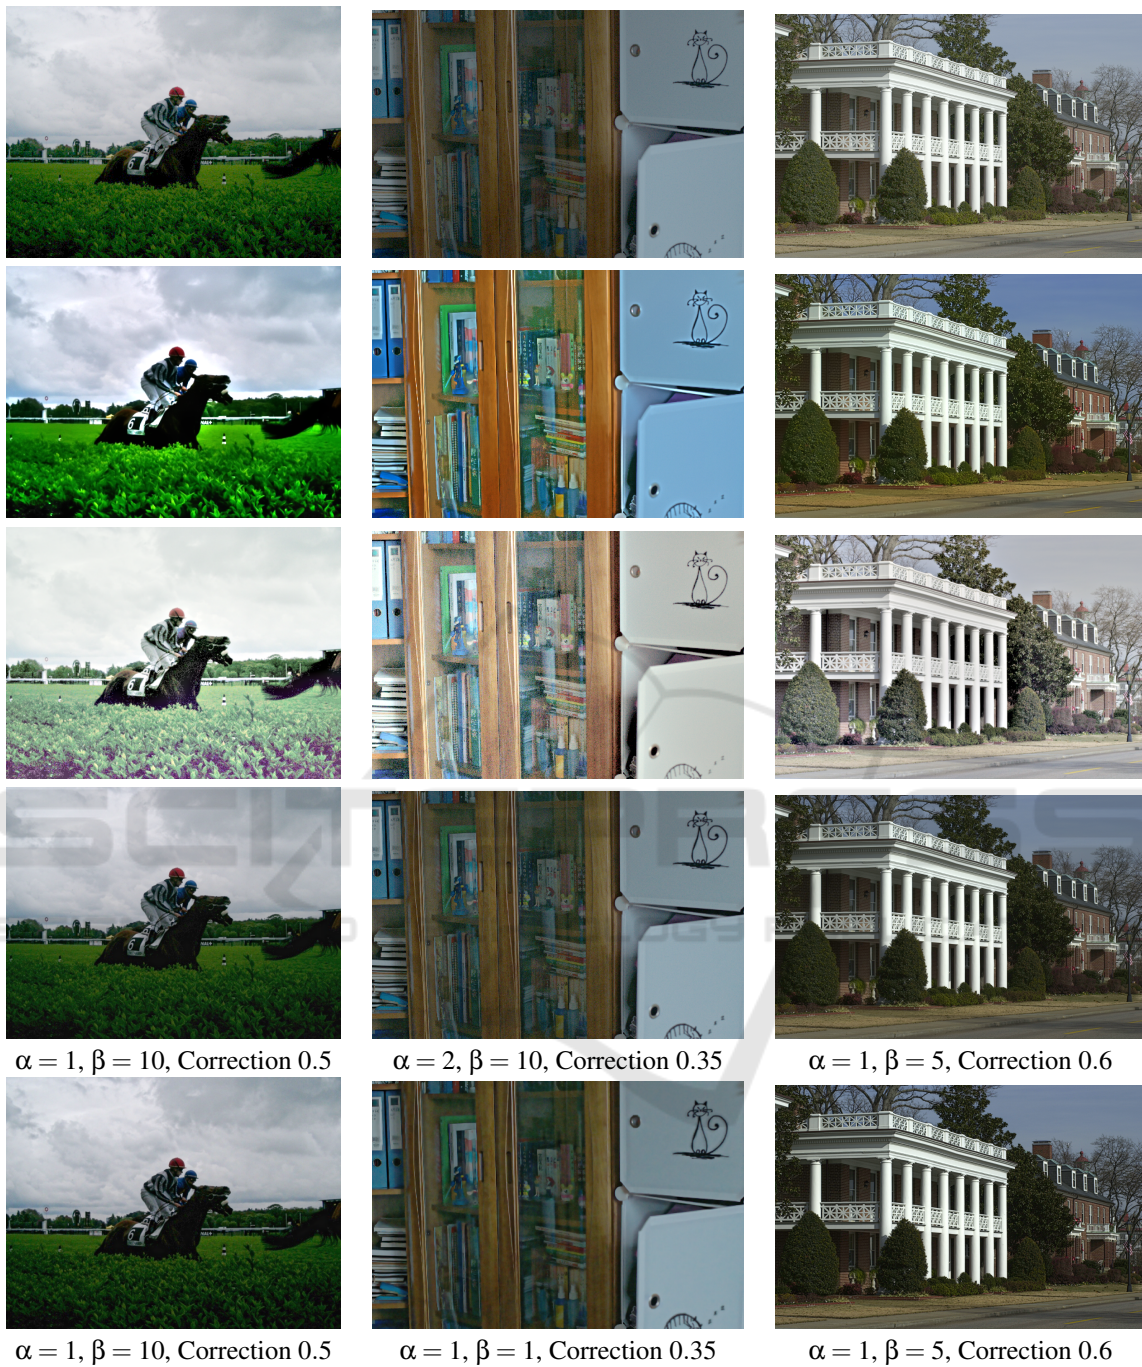 α = 1, β = 10, Correction 0.5
α = 2, β = 10, Correction 0.35
α = 1, β = 5, Correction 0.6
α = 1, β = 10, Correction 0.5
α = 1, β = 1, Correction 0.35
α = 1, β = 5, Correction 0.6